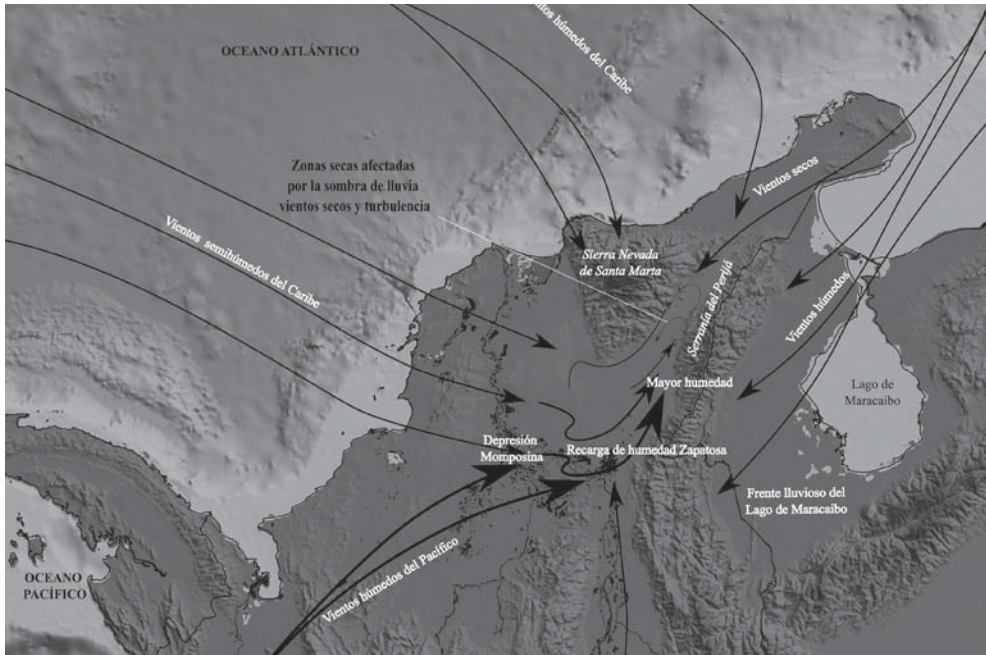 ntos húmedos del Caribe
OCEANO ATLÁNTICO
Zonas secas afectadas
por la sombra de lluvia
vientos secos y turbulencia
Vientos secos
Vientos semihúmedos del Caribe
Sierra Nevada
de Santa Marta
Serranía del Perijá
Vientos húmedos
Mayor humedad
Lago de
Maracaibo
Depresión
Momposina
Recarga de humedad Zapatosa
Frente lluvioso del
Lago de Maracaibo
Vientos húmedos del Pacífico
OCEANO
PACÍFICO